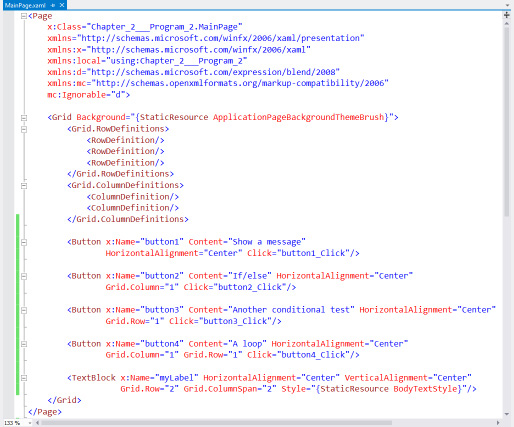 MainPage.xaml
<Page
x:Class="Chapter_2___Program_2.MainPage"
xmlns="http://schemas.microsoft.com/winfx/2006/xaml/presentation"
xmlns:x="http://schemas.microsoft.com/winfx/2006/xaml"
xmlns:local="using:Chapter_2___Program_2"
xmlns:d="http://schemas.microsoft.com/expression/blend/2008"
xmlns:mc="http://schemas.openxmlformats.org/markup-compatibility/2006"
mc:Ignorable="d">
<Grid Background="{StaticResource ApplicationPageBackgroundThemeBrush}">
<Grid.RowDefinitions>
<RowDefinition/>
<RowDefinition/>
<RowDefinition/>
</Grid.RowDefinitions>
<Grid.ColumnDefinitions>
<ColumnDefinition/>
<ColumnDefinition/>
</Grid.ColumnDefinitions>
<Button x:Name="button1" Content="Show a message"
HorizontalAlignment="Center" Click="button1_Click"/>
<Button x:Name="button2" Content="If/else" HorizontalAlignment="Center"
Grid.Column="1" Click="button2_Click"/>
<Button x:Name="button3" Content="Another conditional test" HorizontalAlignment="Center"
Grid.Row="1" Click="button3_Click"/>
<Button x:Name="button4" Content="A loop" HorizontalAlignment="Center"
Grid.Column="1" Grid.Row="1" Click="button4_Click"/>
<TextBlock x:Name="myLabel" HorizontalAlignment="Center" VerticalAlignment="Center"
Grid.Row="2" Grid.ColumnSpan="2" Style="{StaticResource BodyTextStyle}"/>
</Grid>
</Page>
133 %